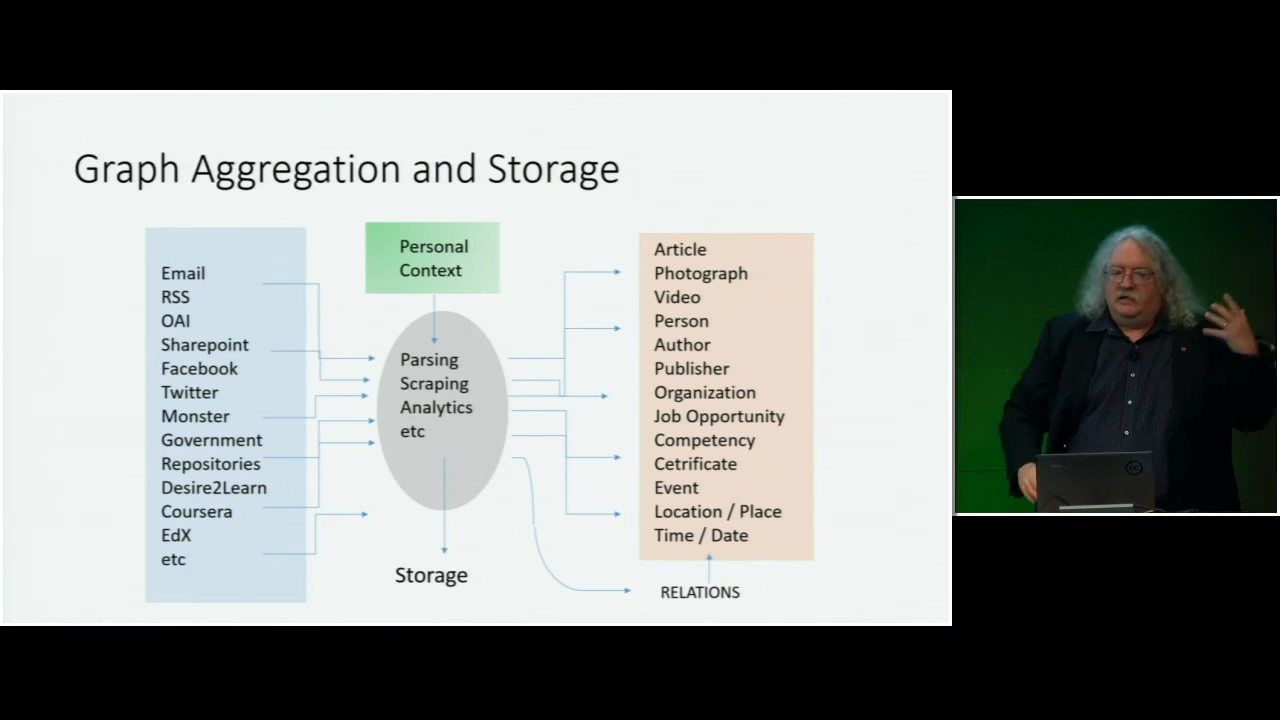 Graph Aggregation and Storage
Email
RSS
OAI
Sharepoint
Facebook
Twitter
Monster
Government
Repositories
Desire2Learn
Coursera
EdX
etc
Personal
Context
Parsing
Scraping
Analytics
etc
Storage
Article
Photograph
Video
Person
Author
Publisher
Organization
Job Opportunity
Competency
Cetrificate
Event
Location / Place
Time / Date
RELATIONS